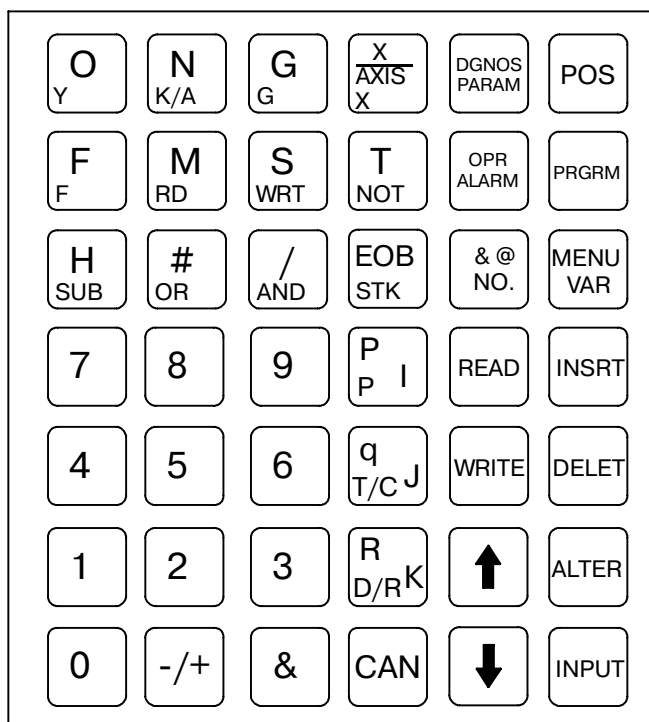 O N G X DGNOS POS
Y K/A G AXIS PARAM
X
F M S T OPR PRGRM
F RD WRT NOT ALARM
H # / EOB & @ MENU
SUB OR AND STK NO. VAR
7 8 9 P READ INSRT
P I
4 5 6 q WRITE DELET
T/C J
1 2 3 R ALTER
D/R K
0 -/+ & CAN INPUT